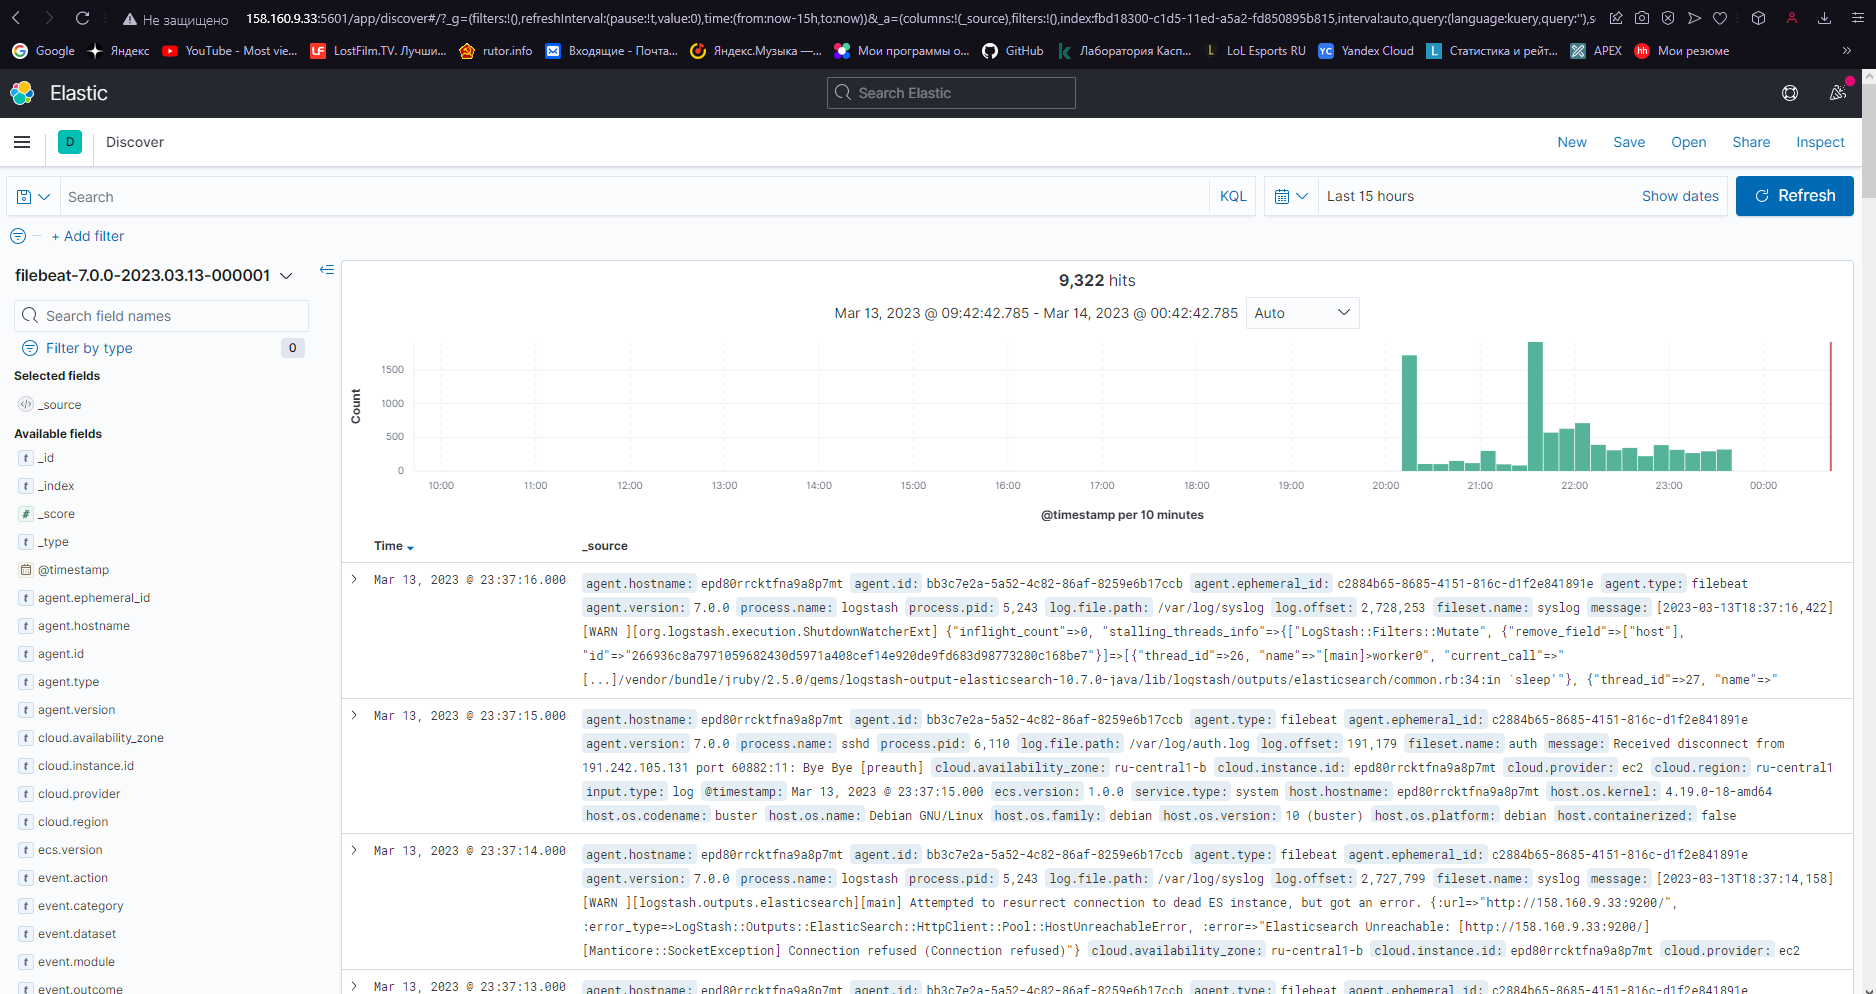 Не защищено 158.160.9.33:5601/app/discover#/?_g=(filters:!(),refreshInterval:(pause:!t,value:0),time:(from:now-15h,to:now))&_a=(columns:!(_source),filters:!(),index:fbd18300-c1d5-11ed-a5a2-fd850895b815,interval:auto,query:(language:kuery,query:''),s
Google Яндекс YouTube - Most vie... LF LostFilm.TV. Лучши... rutor.info Входящие - Почта... Яндекс.Музыка —... Мои программы о... GitHub Лаборатория Касп... L LoL Esports RU YC Yandex Cloud L Статистика и рейт... APEX hh Мои резюме »
Elastic Search Elastic
D Discover New Save Open Share Inspect
Search KQL Last 15 hours Show dates Refresh
+ Add filter
filebeat-7.0.0-2023.03.13-000001
Search field names
Filter by type 0
Selected fields
</> _source
Available fields
t _id
t _index
# _score
t _type
@timestamp
t agent.ephemeral_id
t agent.hostname
t agent.id
t agent.type
t agent.version
t cloud.availability_zone
t cloud.instance.id
t cloud.provider
t cloud.region
t ecs.version
t event.action
t event.category
t event.dataset
t event.module
t event.outcome
9,322 hits
Mar 13, 2023 @ 09:42:42.785 - Mar 14, 2023 @ 00:42:42.785 Auto
Count
1500
1000
500
0
10:00 11:00 12:00 13:00 14:00 15:00 16:00 17:00 18:00 19:00 20:00 21:00 22:00 23:00 00:00
@timestamp per 10 minutes
Time _source
Mar 13, 2023 @ 23:37:16.000 agent.hostname: epd80rrcktfna9a8p7mt agent.id: bb3c7e2a-5a52-4c82-86af-8259e6b17ccb agent.ephemeral_id: c2884b65-8685-4151-816c-d1f2e841891e agent.type: filebeat
agent.version: 7.0.0 process.name: logstash process.pid: 5,243 log.file.path: /var/log/syslog log.offset: 2,728,253 fileset.name: syslog message: [2023-03-13T18:37:16,422]
[WARN ][org.logstash.execution.ShutdownWatcherExt] {"inflight_count"=>0, "stalling_threads_info"=>{["LogStash::Filters::Mutate", {"remove_field"=>["host"],
"id"=>"266936c8a7971059682430d5971a408cef14e920de9fd683d98773280c168be7"}]=>[{"thread_id"=>26, "name"=>"[main]>worker0", "current_call"=>"
[...]/vendor/bundle/jruby/2.5.0/gems/logstash-output-elasticsearch-10.7.0-java/lib/logstash/outputs/elasticsearch/common.rb:34:in `sleep'"}, {"thread_id"=>27, "name"=>"
Mar 13, 2023 @ 23:37:15.000 agent.hostname: epd80rrcktfna9a8p7mt agent.id: bb3c7e2a-5a52-4c82-86af-8259e6b17ccb agent.type: filebeat agent.ephemeral_id: c2884b65-8685-4151-816c-d1f2e841891e
agent.version: 7.0.0 process.name: sshd process.pid: 6,110 log.file.path: /var/log/auth.log log.offset: 191,179 fileset.name: auth message: Received disconnect from
191.242.105.131 port 60882:11: Bye Bye [preauth] cloud.availability_zone: ru-central1-b cloud.instance.id: epd80rrcktfna9a8p7mt cloud.provider: ec2 cloud.region: ru-central1
input.type: log @timestamp: Mar 13, 2023 @ 23:37:15.000 ecs.version: 1.0.0 service.type: system host.hostname: epd80rrcktfna9a8p7mt host.os.kernel: 4.19.0-18-amd64
host.os.codename: buster host.os.name: Debian GNU/Linux host.os.family: debian host.os.version: 10 (buster) host.os.platform: debian host.containerized: false
Mar 13, 2023 @ 23:37:14.000 agent.hostname: epd80rrcktfna9a8p7mt agent.id: bb3c7e2a-5a52-4c82-86af-8259e6b17ccb agent.type: filebeat agent.ephemeral_id: c2884b65-8685-4151-816c-d1f2e841891e
agent.version: 7.0.0 process.name: logstash process.pid: 5,243 log.file.path: /var/log/syslog log.offset: 2,727,799 fileset.name: syslog message: [2023-03-13T18:37:14,158]
[WARN ][logstash.outputs.elasticsearch][main] Attempted to resurrect connection to dead ES instance, but got an error. {:url=>"http://158.160.9.33:9200/",
:error_type=>LogStash::Outputs::ElasticSearch::HttpClient::Pool::HostUnreachableError, :error=>"Elasticsearch Unreachable: [http://158.160.9.33:9200/]
[Manticore::SocketException] Connection refused (Connection refused)"} cloud.availability_zone: ru-central1-b cloud.instance.id: epd80rrcktfna9a8p7mt cloud.provider: ec2
Mar 13, 2023 @ 23:37:13.000 agent.hostname: epd80rrcktfna9a8p7mt agent.id: bb3c7e2a-5a52-4c82-86af-8259e6b17ccb agent.type: filebeat agent.ephemeral_id: c2884b65-8685-4151-816c-d1f2e841891e